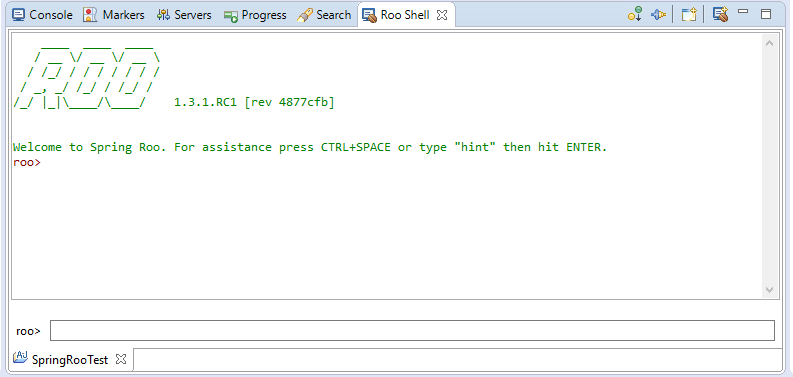 Console Markers Servers Progress Search Roo Shell
    ____  ____  ____
   / __ \/ __ \/ __ \
  / /_/ / / / / / / /
 / _, _/ /_/ / /_/ /
/_/ |_|\____/\____/    1.3.1.RC1 [rev 4877cfb]
Welcome to Spring Roo. For assistance press CTRL+SPACE or type "hint" then hit ENTER.
roo>
roo>
SpringRooTest